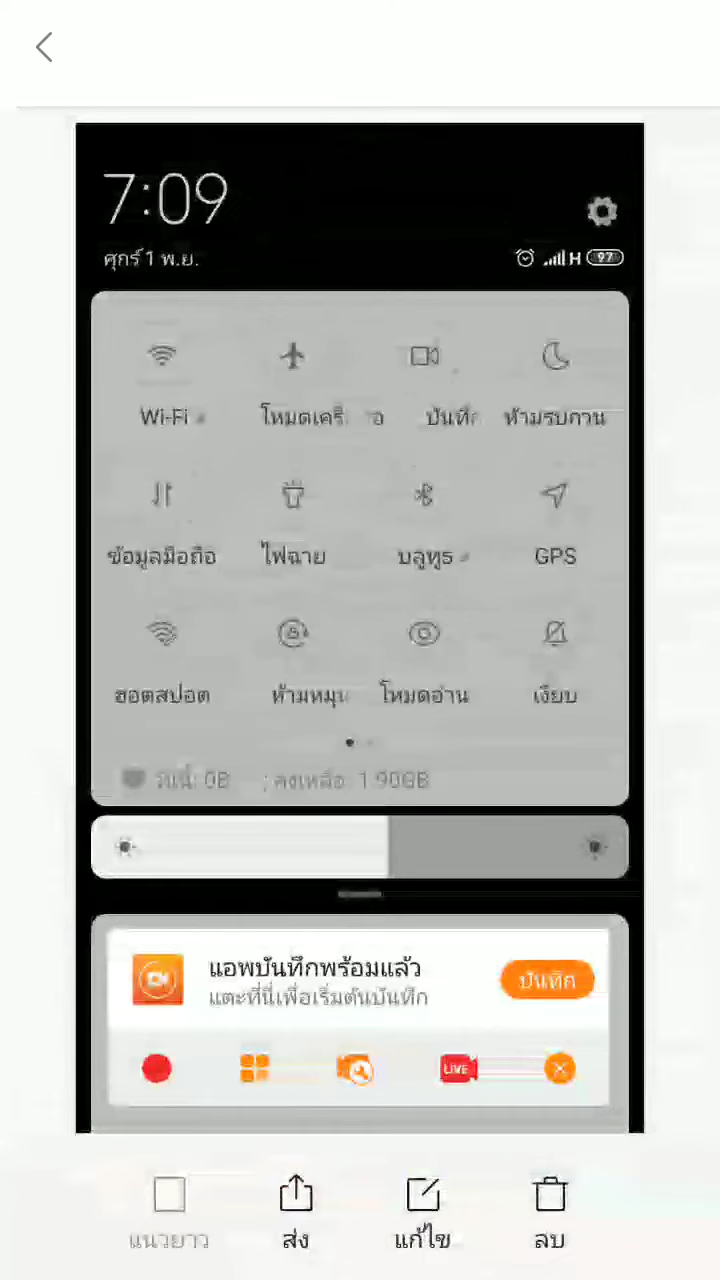 7:09
ศุกร์ 1 พ.ย.
H 97
Wi-Fi โหมดเครื อ บันทึก ห้ามรบกวน
ข้อมูลมือถือ ไฟฉาย บลูทูธ GPS
ฮอตสปอต ห้ามหมุน โหมดอ่าน เงียบ
วันนี้: 0B ; คงเหลือ: 1.90GB
แอพบันทึกพร้อมแล้ว
แตะที่นี่เพื่อเริ่มต้นบันทึก
บันทึก
LIVE
แนวยาว ส่ง แก้ไข ลบ